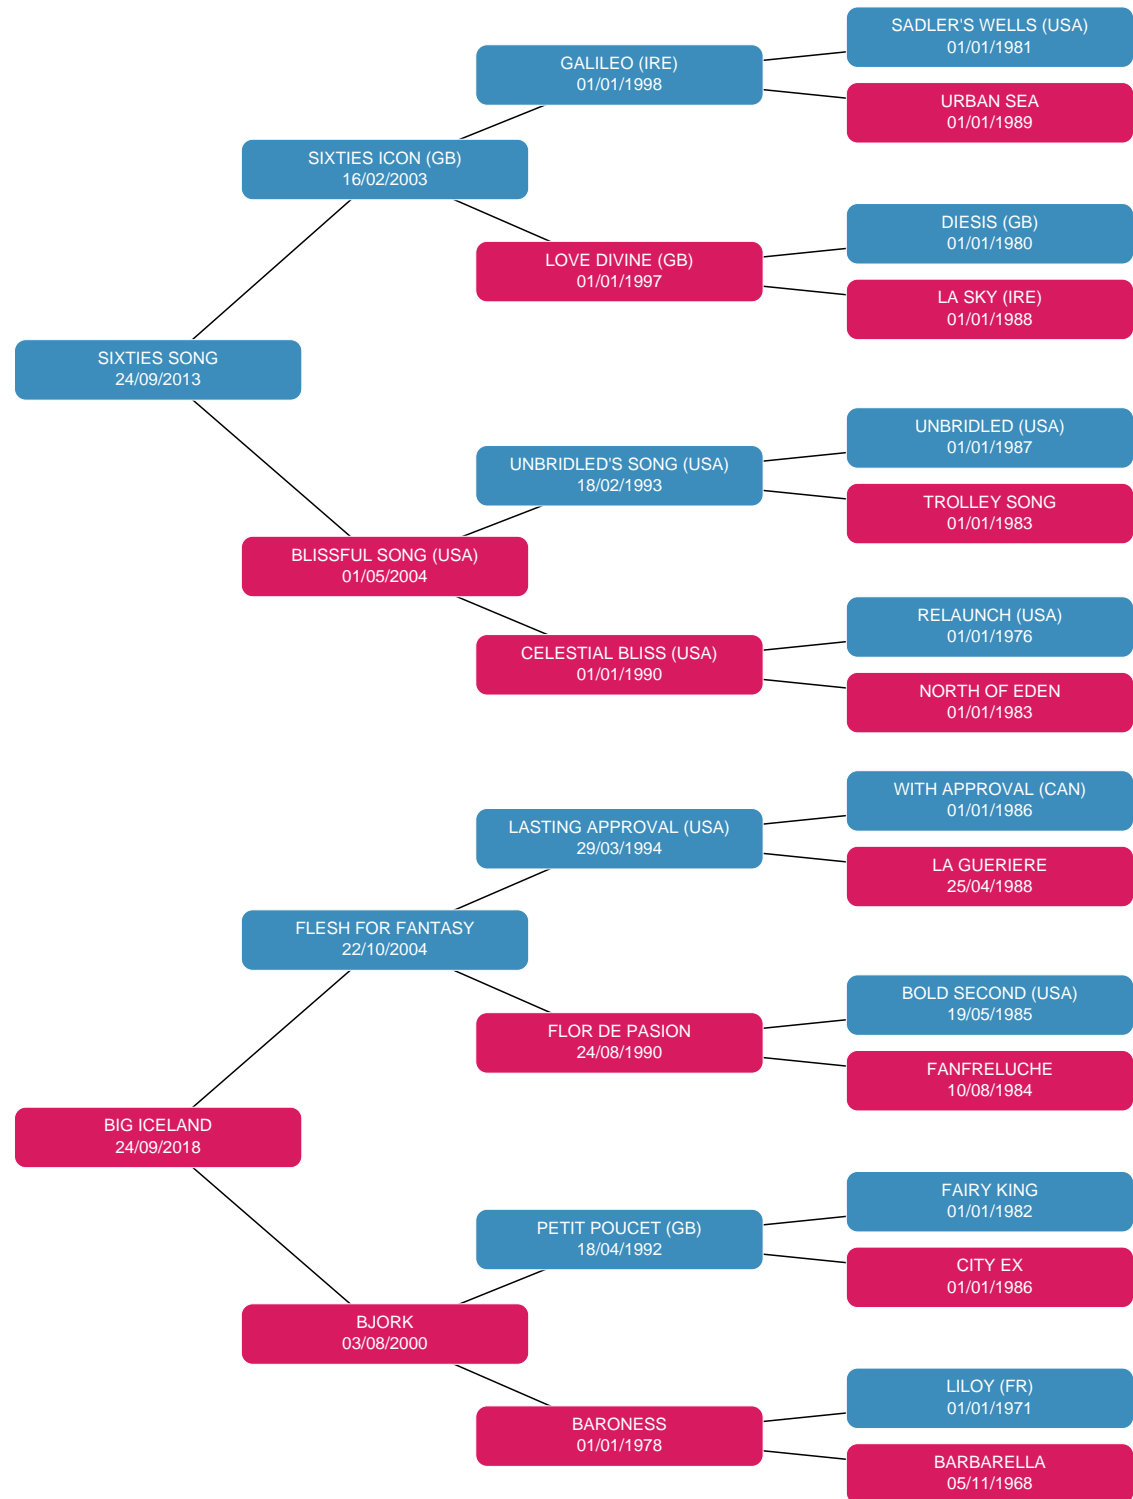 SADLER'S WELLS (USA)
01/01/1981
GALILEO (IRE)
01/01/1998
URBAN SEA
01/01/1989
SIXTIES ICON (GB)
16/02/2003
DIESIS (GB)
01/01/1980
LOVE DIVINE (GB)
01/01/1997
LA SKY (IRE)
01/01/1988
SIXTIES SONG
24/09/2013
UNBRIDLED (USA)
01/01/1987
UNBRIDLED'S SONG (USA)
18/02/1993
TROLLEY SONG
01/01/1983
BLISSFUL SONG (USA)
01/05/2004
RELAUNCH (USA)
01/01/1976
CELESTIAL BLISS (USA)
01/01/1990
NORTH OF EDEN
01/01/1983
WITH APPROVAL (CAN)
01/01/1986
LASTING APPROVAL (USA)
29/03/1994
LA GUERIERE
25/04/1988
FLESH FOR FANTASY
22/10/2004
BOLD SECOND (USA)
19/05/1985
FLOR DE PASION
24/08/1990
FANFRELUCHE
10/08/1984
BIG ICELAND
24/09/2018
FAIRY KING
01/01/1982
PETIT POUCET (GB)
18/04/1992
CITY EX
01/01/1986
BJORK
03/08/2000
LILOY (FR)
01/01/1971
BARONESS
01/01/1978
BARBARELLA
05/11/1968